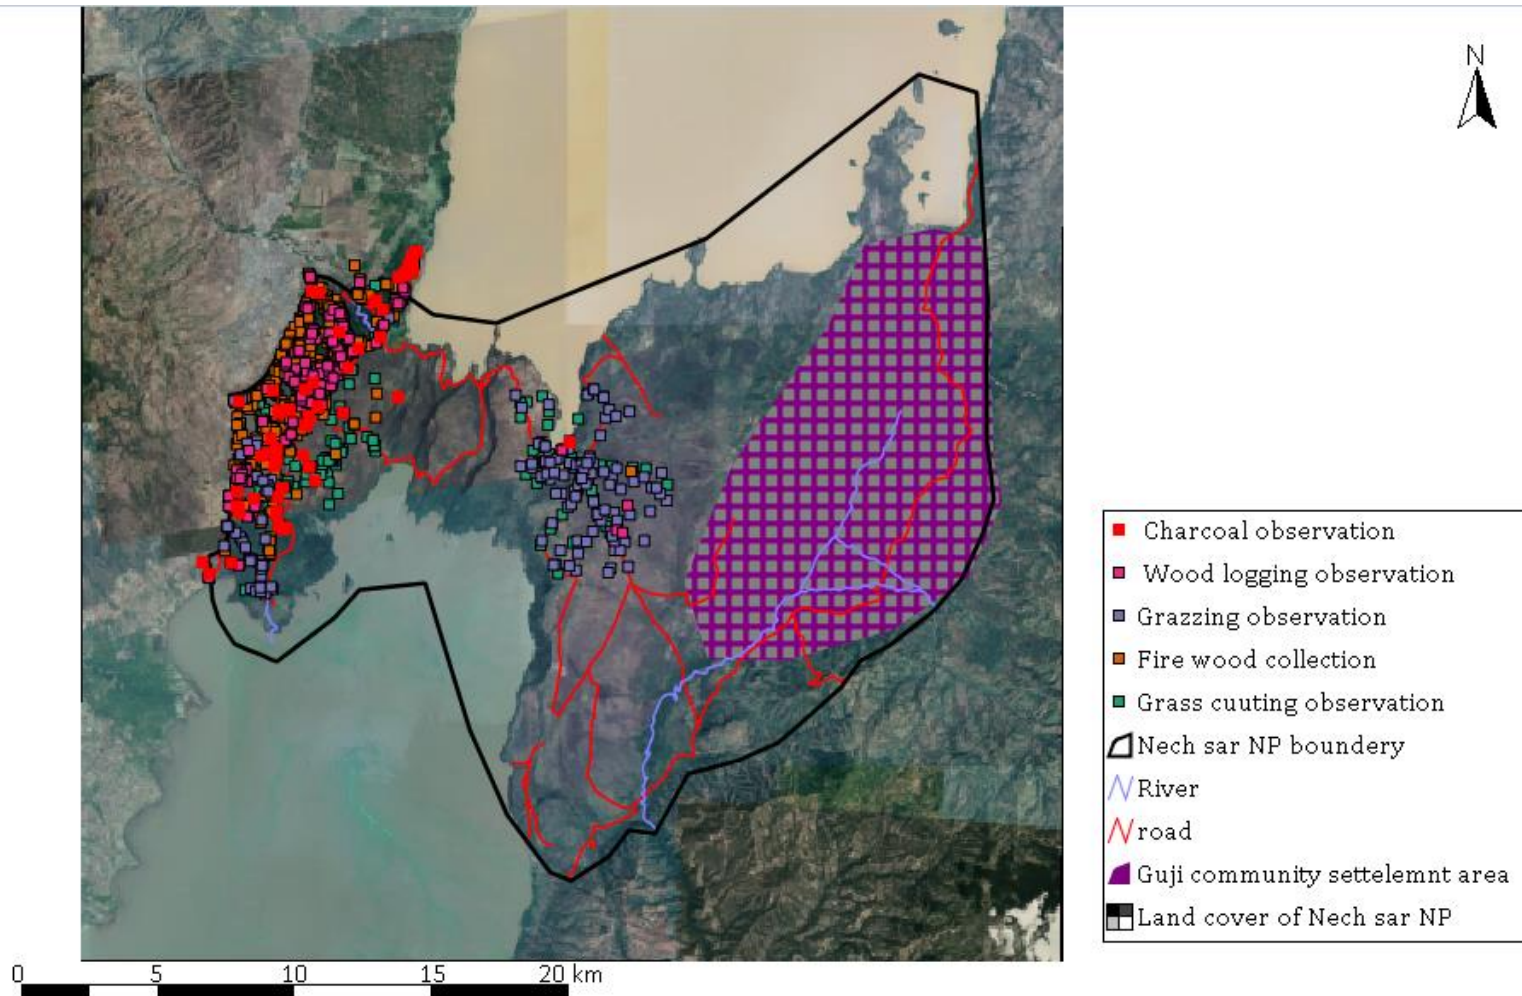 N
Charcoal observation
Wood logging observation
Grazzing observation
Fire wood collection
Grass cuuting observation
Nech sar NP boundery
River
road
Guji community settelemnt area
Land cover of Nech sar NP
0 5 10 15 20 km